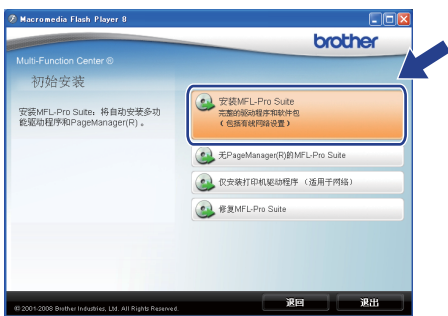 Macromedia Flash Player 8
brother
Multi-Function Center ®
初始安装
安装MFL-Pro Suite：将自动安装多功
能驱动程序和PageManager(R) 。
安装MFL-Pro Suite
完整的驱动程序和软件包
（包括有线网络设置）
无PageManager(R)的MFL-Pro Suite
仅安装打印机驱动程序 （适用于网络）
修复MFL-Pro Suite
© 2001-2008 Brother Industries, Ltd. All Rights Reserved.
退回
退出